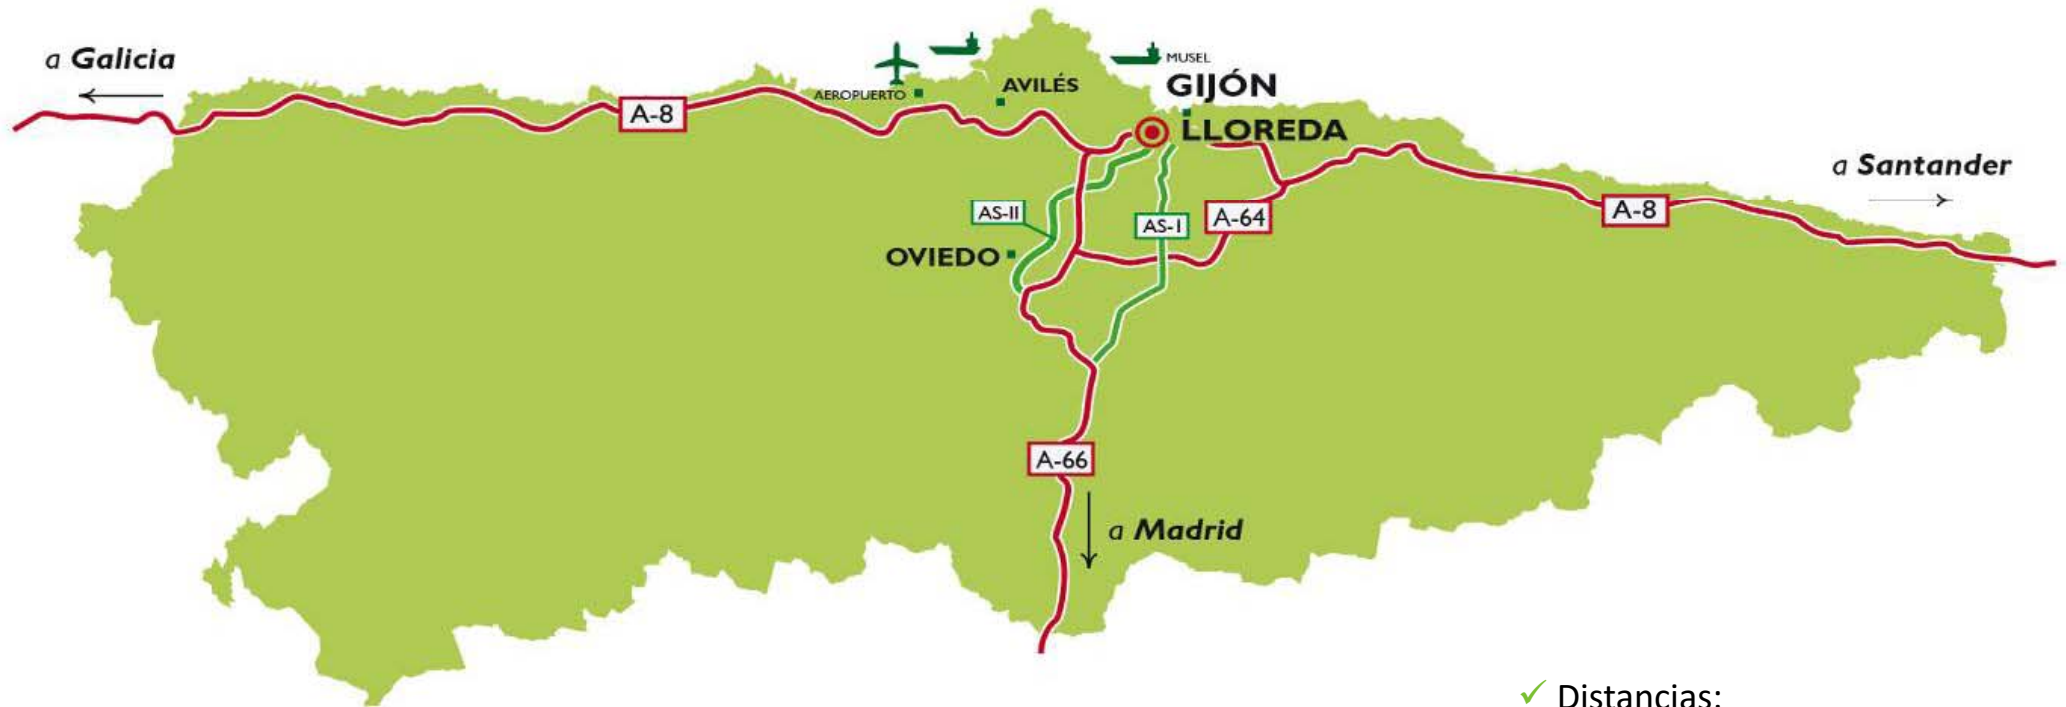 a Galicia
MUSEL
AVILÉS
GIJÓN
AEROPUERTO
A-8
LLOREDA
a Santander
AS-II
AS-I
A-64
A-8
OVIEDO
A-66
a Madrid
✓ Distancias: